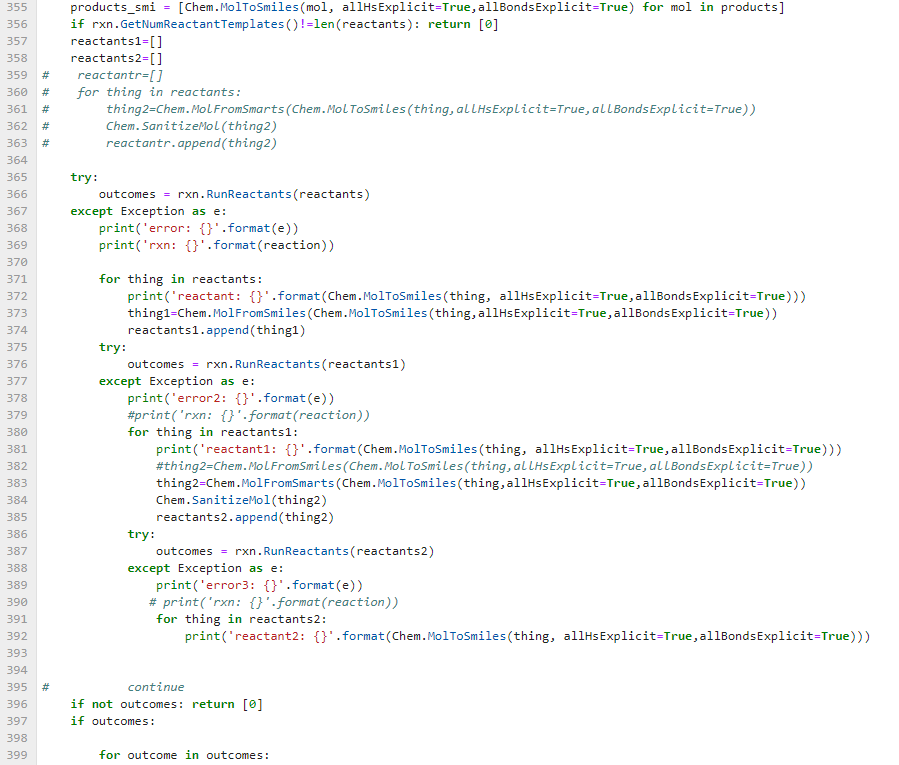 355 products_smi = [Chem.MolToSmiles(mol, allHsExplicit=True,allBondsExplicit=True) for mol in products]
356 if rxn.GetNumReactantTemplates()!=len(reactants): return [0]
357 reactants1=[]
358 reactants2=[]
359 # reactantr=[]
360 # for thing in reactants:
361 # thing2=Chem.MolFromSmarts(Chem.MolToSmiles(thing,allHsExplicit=True,allBondsExplicit=True))
362 # Chem.SanitizeMol(thing2)
363 # reactantr.append(thing2)
364
365 try:
366 outcomes = rxn.RunReactants(reactants)
367 except Exception as e:
368 print('error: {}'.format(e))
369 print('rxn: {}'.format(reaction))
370
371 for thing in reactants:
372 print('reactant: {}'.format(Chem.MolToSmiles(thing, allHsExplicit=True,allBondsExplicit=True)))
373 thing1=Chem.MolFromSmiles(Chem.MolToSmiles(thing,allHsExplicit=True,allBondsExplicit=True))
374 reactants1.append(thing1)
375 try:
376 outcomes = rxn.RunReactants(reactants1)
377 except Exception as e:
378 print('error2: {}'.format(e))
379 #print('rxn: {}'.format(reaction))
380 for thing in reactants1:
381 print('reactant1: {}'.format(Chem.MolToSmiles(thing, allHsExplicit=True,allBondsExplicit=True)))
382 #thing2=Chem.MolFromSmiles(Chem.MolToSmiles(thing,allHsExplicit=True,allBondsExplicit=True))
383 thing2=Chem.MolFromSmarts(Chem.MolToSmiles(thing,allHsExplicit=True,allBondsExplicit=True))
384 Chem.SanitizeMol(thing2)
385 reactants2.append(thing2)
386 try:
387 outcomes = rxn.RunReactants(reactants2)
388 except Exception as e:
389 print('error3: {}'.format(e))
390 # print('rxn: {}'.format(reaction))
391 for thing in reactants2:
392 print('reactant2: {}'.format(Chem.MolToSmiles(thing, allHsExplicit=True,allBondsExplicit=True)))
393
394
395 # continue
396 if not outcomes: return [0]
397 if outcomes:
398
399 for outcome in outcomes: